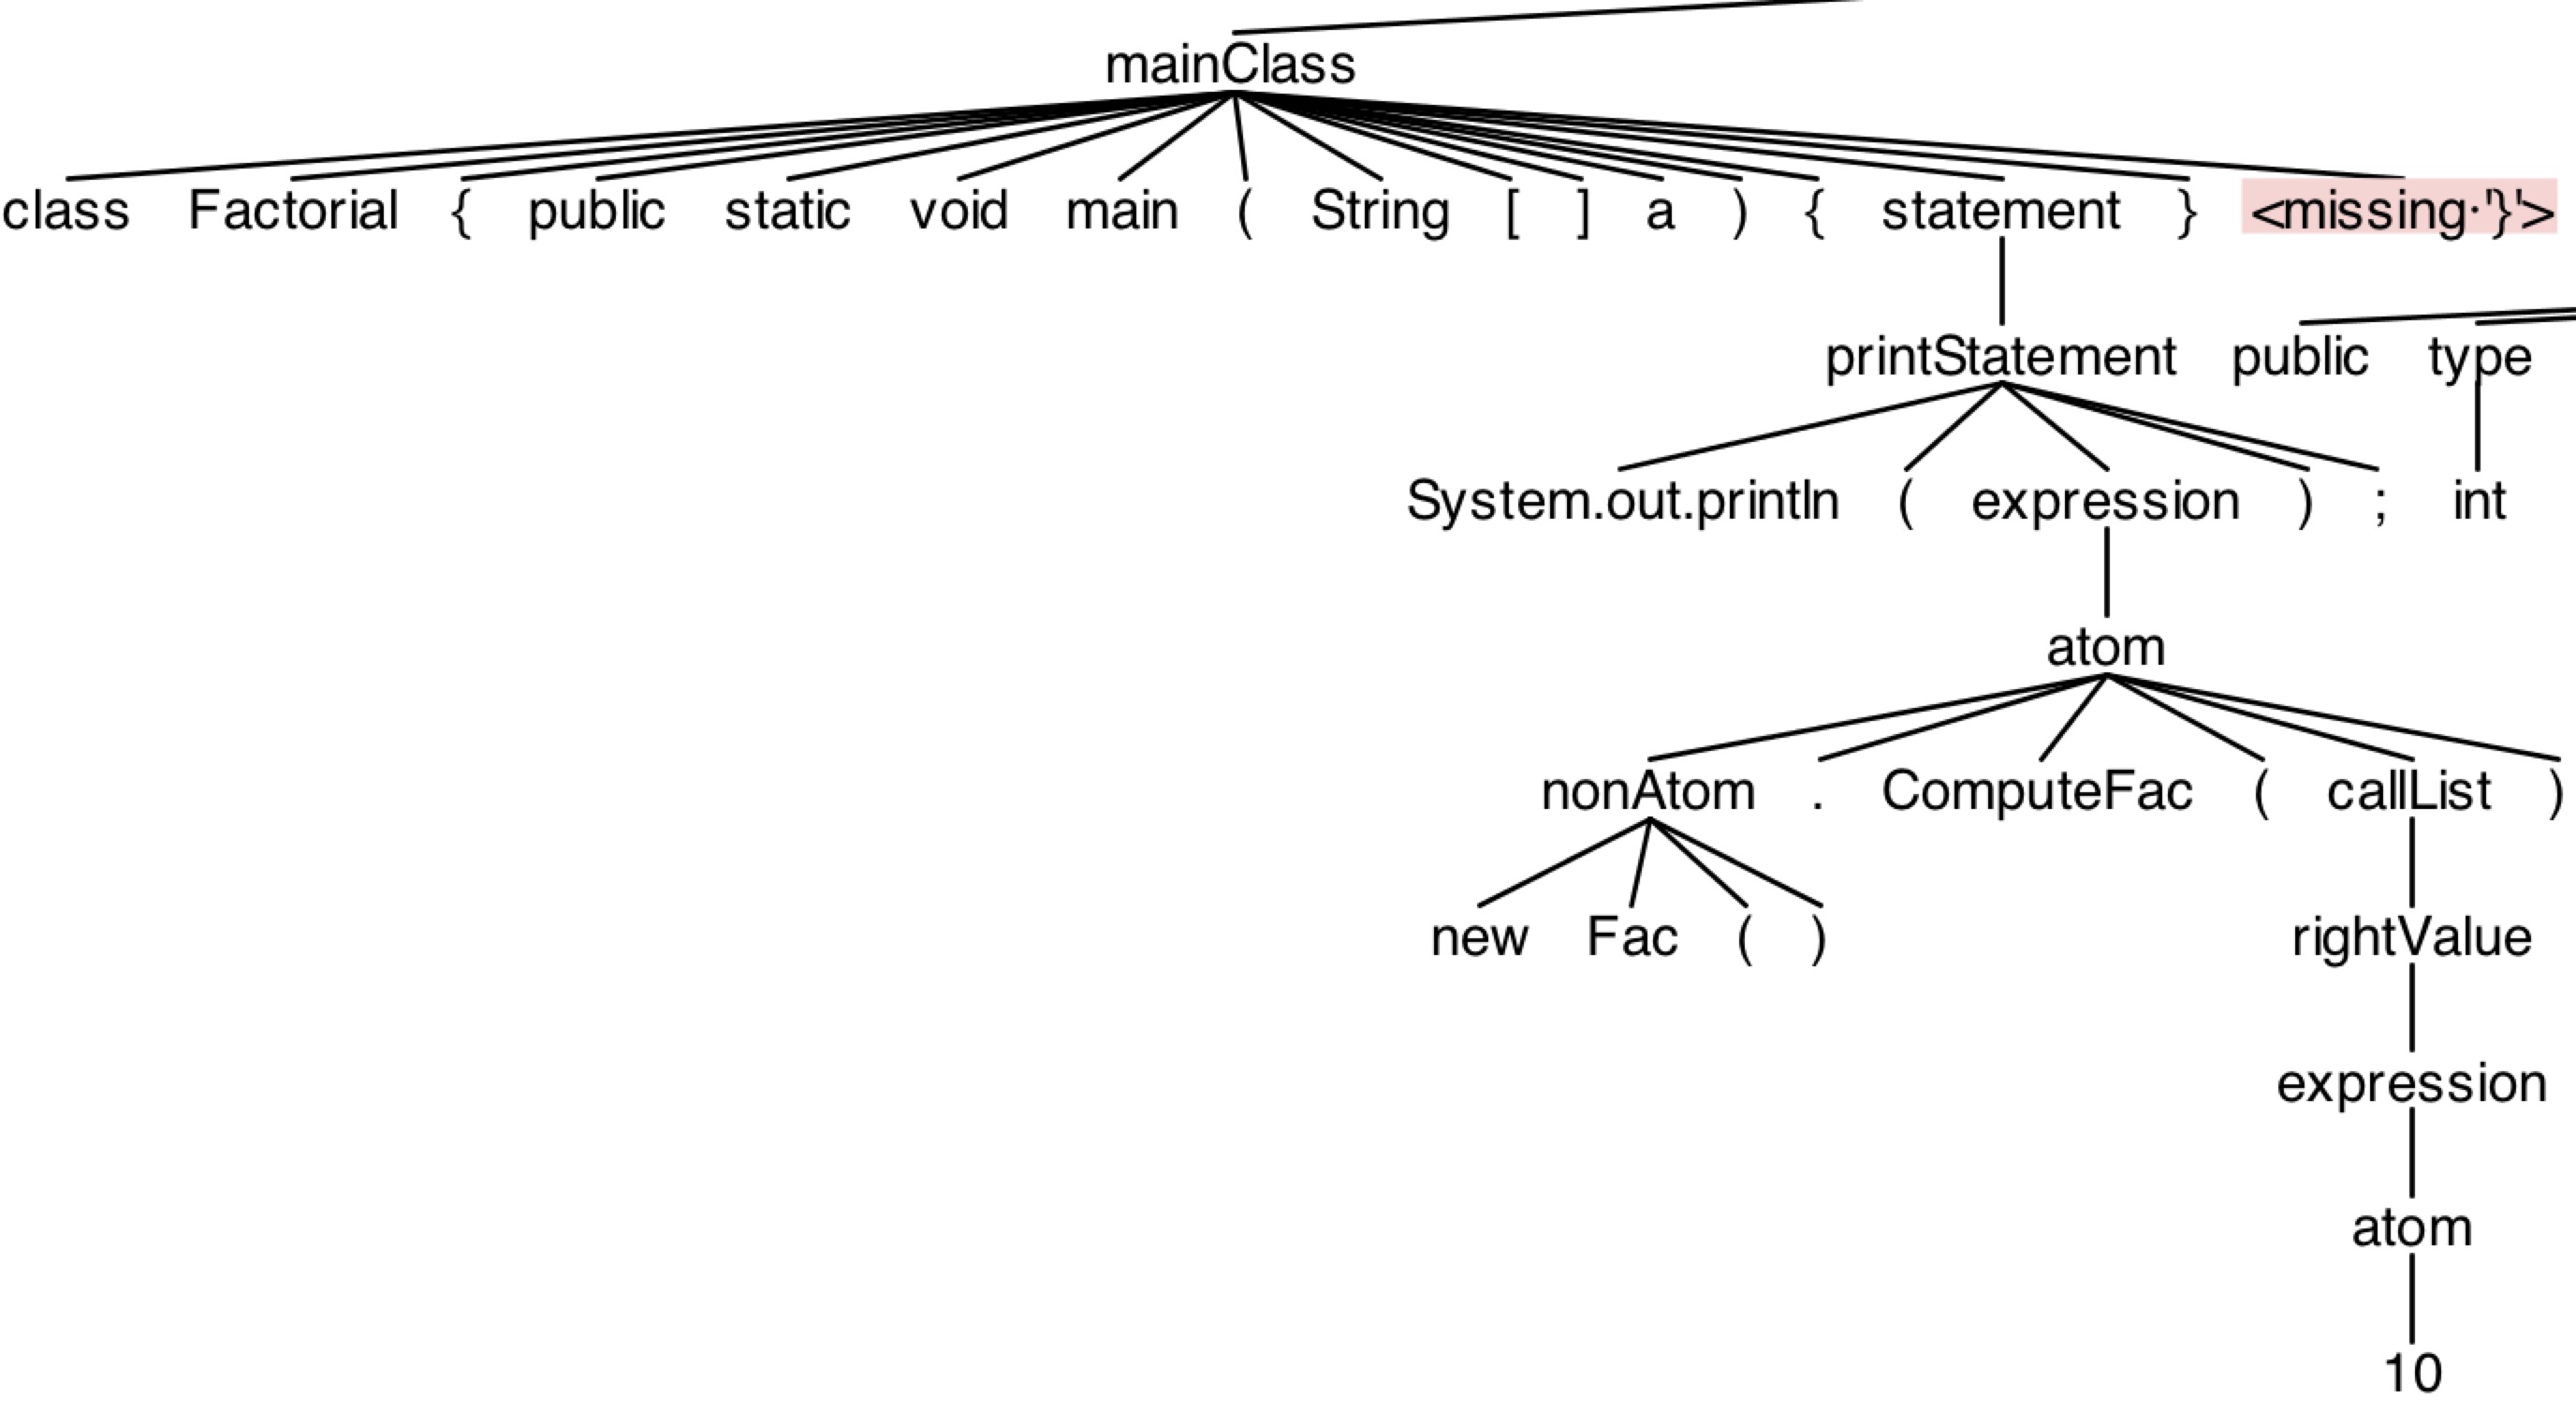 mainClass
class Factorial { public static void main ( String [ ] a ) { statement } <missing·'}'>
printStatement public type
System.out.println ( expression ) ; int
atom
nonAtom . ComputeFac ( callList )
new Fac ( ) rightValue
expression
atom
10